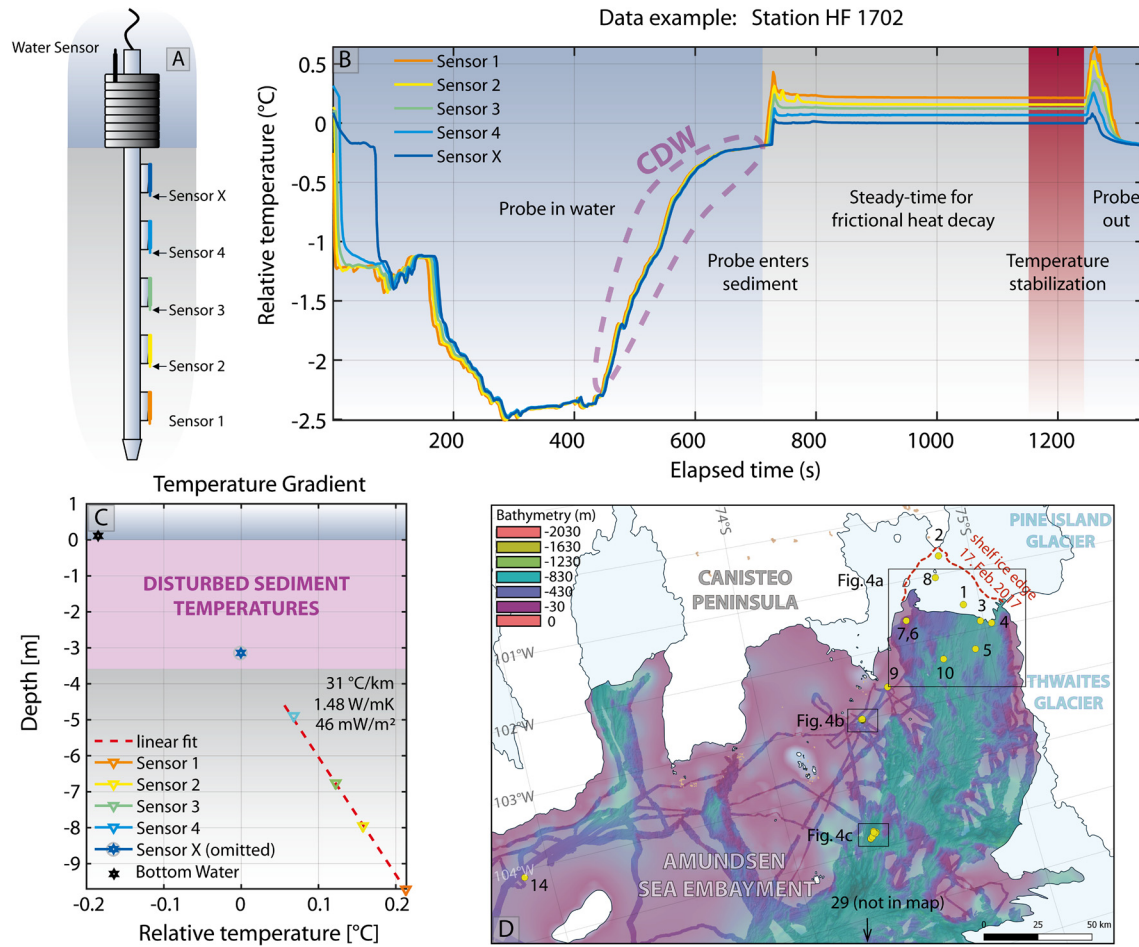 Data example: Station HF 1702
Water Sensor
A
Sensor X
Sensor 4
Sensor 3
Sensor 2
Sensor 1
B
Sensor 1
Sensor 2
Sensor 3
Sensor 4
Sensor X
Relative temperature (°C)
0.5
0
-0.5
-1
-1.5
-2
-2.5
CDW
Probe in water
Probe enters
sediment
Steady-time for
frictional heat decay
Temperature
stabilization
Probe
out
200
400
600
800
1000
1200
Elapsed time (s)
Temperature Gradient
C
Depth [m]
1
0
-1
-2
-3
-4
-5
-6
-7
-8
-9
DISTURBED SEDIMENT
TEMPERATURES
31 °C/km
1.48 W/mK
46 mW/m²
linear fit
Sensor 1
Sensor 2
Sensor 3
Sensor 4
Sensor X (omitted)
Bottom Water
-0.2
-0.1
0
0.1
0.2
Relative temperature [°C]
Bathymetry (m)
-2030
-1630
-1230
-830
-430
-30
0
74°S
75°S
PINE ISLAND
GLACIER
CANISTEO
PENINSULA
shelf ice edge
17. Feb. 2017
Fig.4a
2
8
1
3
4
7,6
5
10
9
THWAITES
GLACIER
101°W
102°W
103°W
104°W
Fig.4b
Fig.4c
AMUNDSEN
SEA EMBAYMENT
14
29 (not in map)
D
0
25
50 km